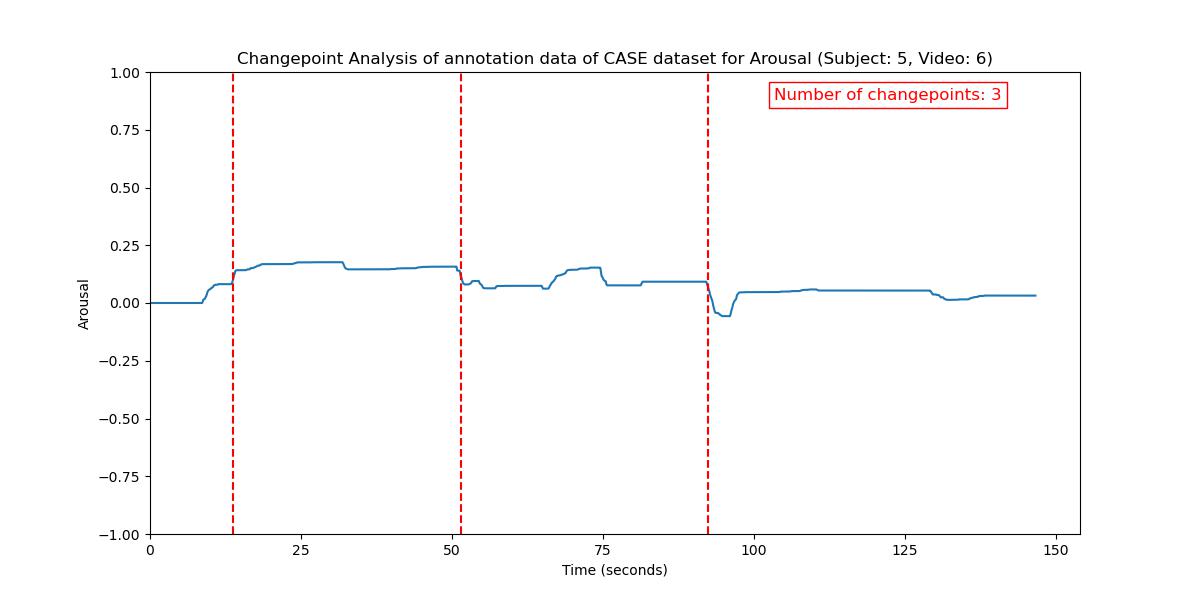 Changepoint Analysis of annotation data of CASE dataset for Arousal (Subject: 5, Video: 6)
Number of changepoints: 3
1.00
0.75
0.50
0.25
0.00
−0.25
−0.50
−0.75
−1.00
Arousal
0 25 50 75 100 125 150
Time (seconds)